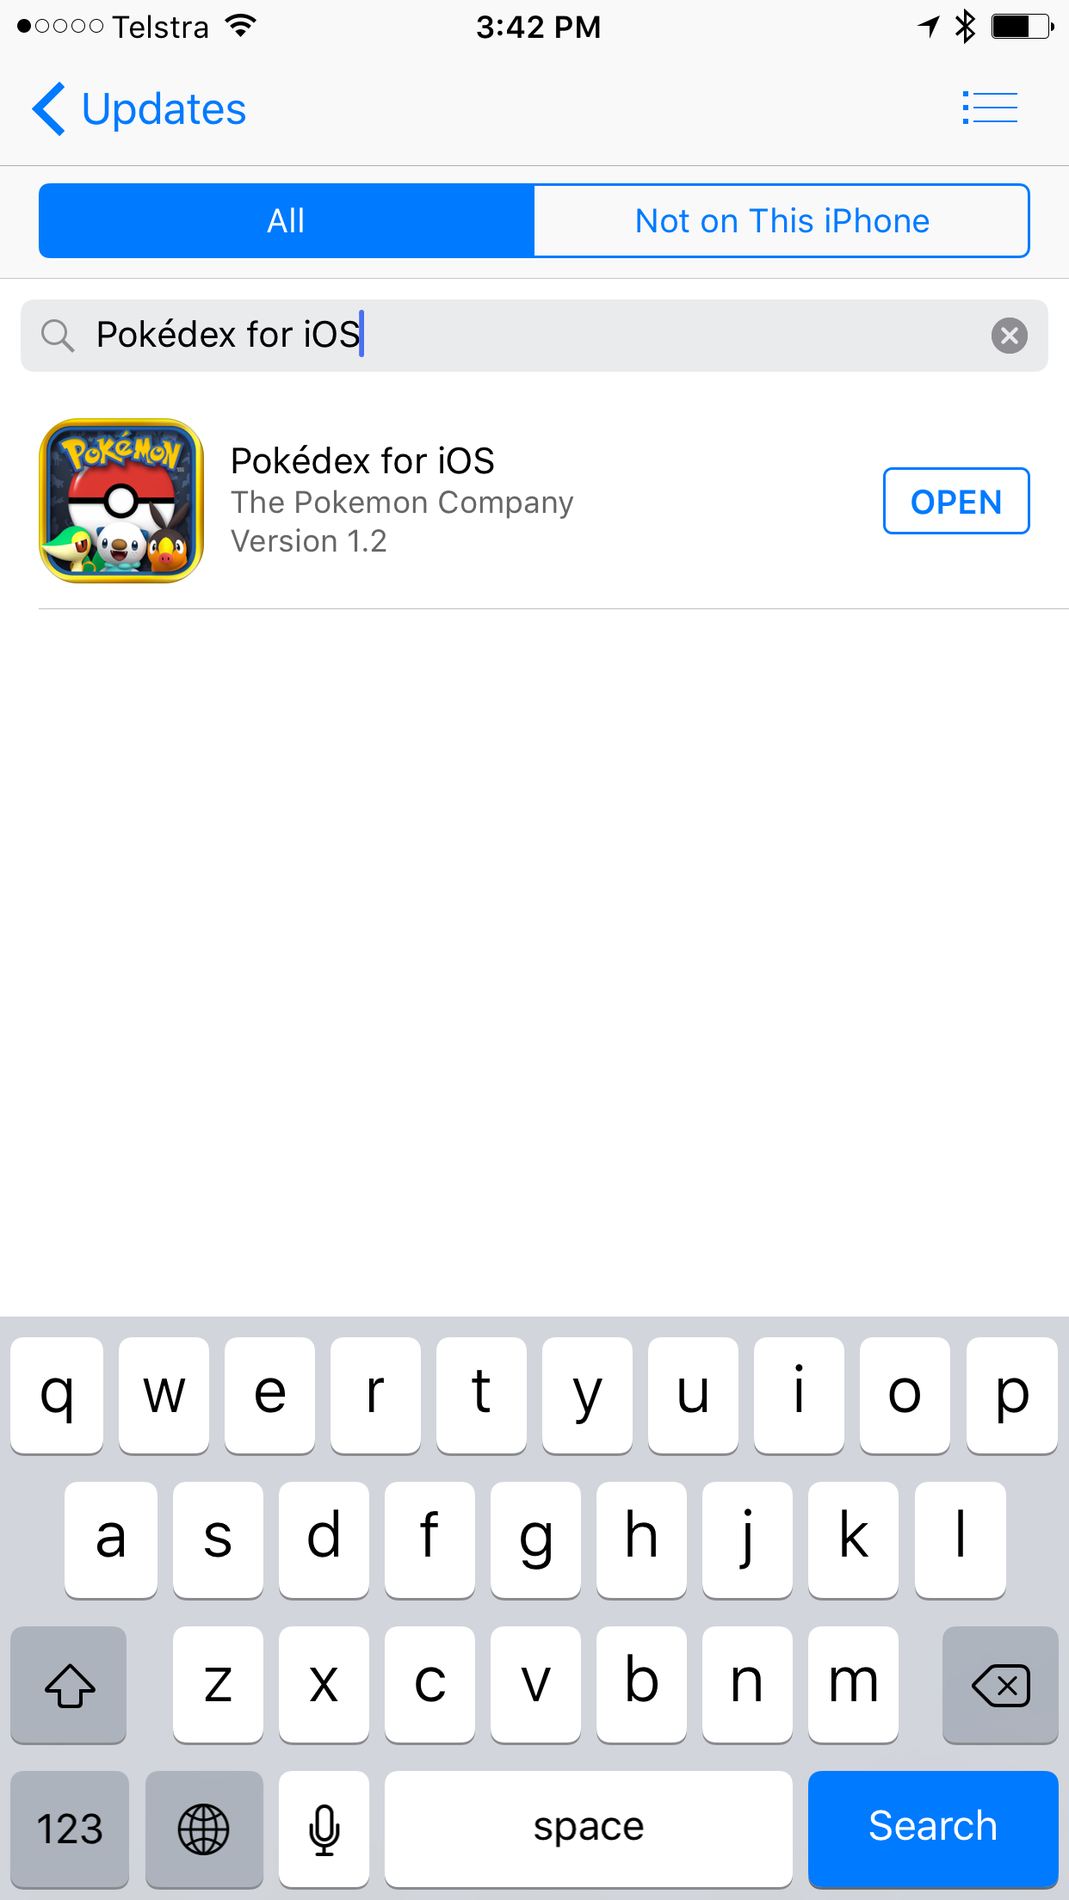 Telstra 3:42 PM
Updates
All Not on This iPhone
Pokédex for iOS
POKéMON
Pokédex for iOS
The Pokemon Company
Version 1.2
OPEN
q w e r t y u i o p
a s d f g h j k l
z x c v b n m
123 space Search